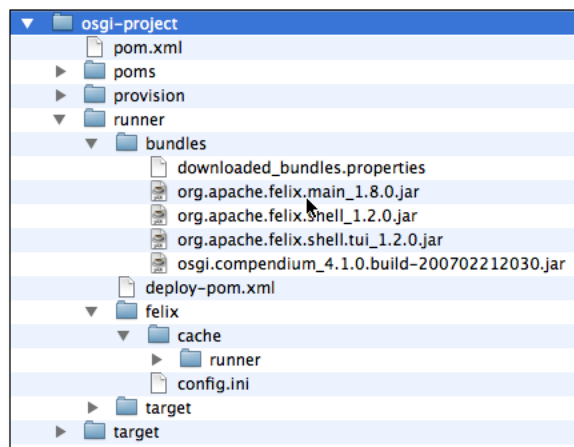 osgi-project
pom.xml
poms
provision
runner
bundles
downloaded_bundles.properties
org.apache.felix.main_1.8.0.jar
org.apache.felix.shell_1.2.0.jar
org.apache.felix.shell.tui_1.2.0.jar
osgi.compendium_4.1.0.build-200702212030.jar
deploy-pom.xml
felix
cache
runner
config.ini
target
target